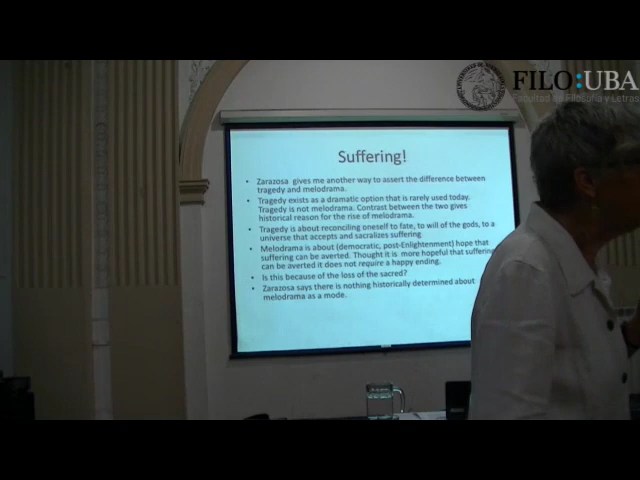 FILO:UBA
Facultad de Filosofía y Letras
Suffering!
• Zarazosa gives me another way to assert the difference between
tragedy and melodrama.
• Tragedy exists as a dramatic option that is rarely used today.
Tragedy is not melodrama. Contrast between the two gives
historical reason for the rise of melodrama.
• Tragedy is about reconciling oneself to fate, to will of the gods, to a
universe that accepts and sacralizes suffering
• Melodrama is about (democratic, post-Enlightenment) hope that
suffering can be averted. Thought it is more hopeful that suffering
can be averted it does not require a happy ending.
• Is this because of the loss of the sacred?
• Zarazosa says there is nothing historically determined about
melodrama as a mode.